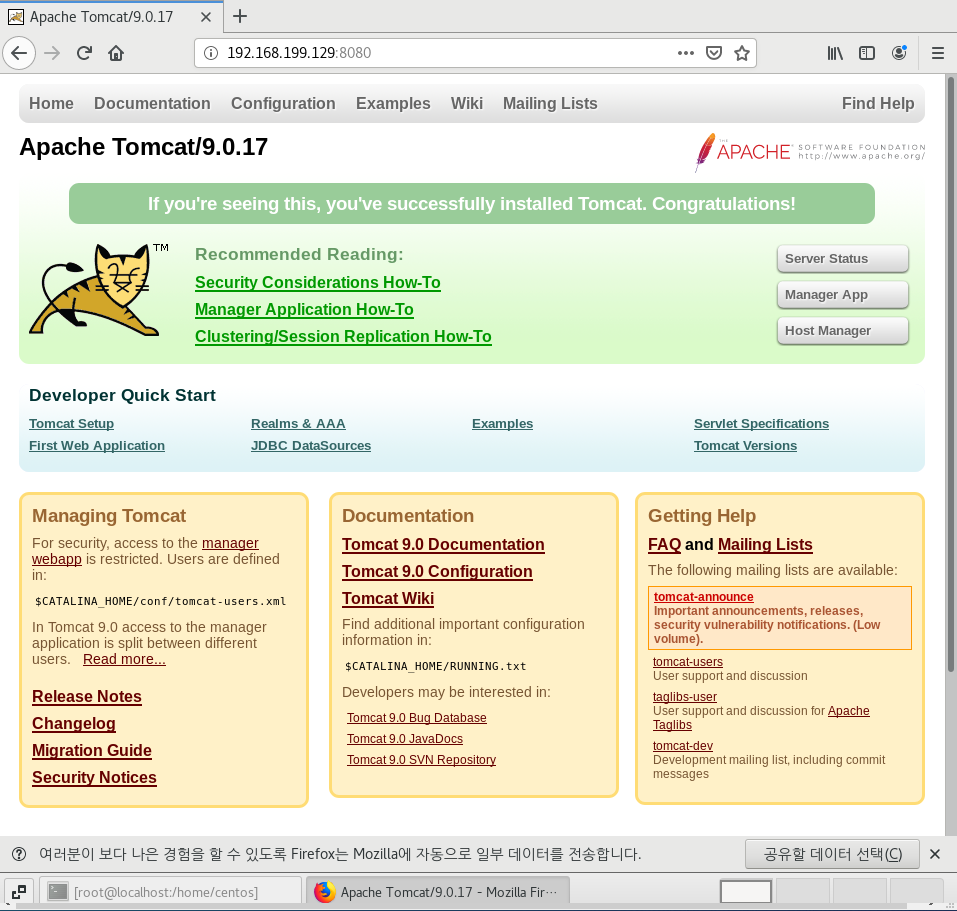 Apache Tomcat/9.0.17
192.168.199.129:8080
Home Documentation Configuration Examples Wiki Mailing Lists Find Help
Apache Tomcat/9.0.17
THE APACHE™ SOFTWARE FOUNDATION
http://www.apache.org/
If you're seeing this, you've successfully installed Tomcat. Congratulations!
TM
Recommended Reading:
Security Considerations How-To
Manager Application How-To
Clustering/Session Replication How-To
Server Status
Manager App
Host Manager
Developer Quick Start
Tomcat Setup Realms & AAA Examples Servlet Specifications
First Web Application JDBC DataSources Tomcat Versions
Managing Tomcat
For security, access to the manager
webapp is restricted. Users are defined
in:
$CATALINA_HOME/conf/tomcat-users.xml
In Tomcat 9.0 access to the manager
application is split between different
users. Read more...
Release Notes
Changelog
Migration Guide
Security Notices
Documentation
Tomcat 9.0 Documentation
Tomcat 9.0 Configuration
Tomcat Wiki
Find additional important configuration
information in:
$CATALINA_HOME/RUNNING.txt
Developers may be interested in:
Tomcat 9.0 Bug Database
Tomcat 9.0 JavaDocs
Tomcat 9.0 SVN Repository
Getting Help
FAQ and Mailing Lists
The following mailing lists are available:
tomcat-announce
Important announcements, releases,
security vulnerability notifications. (Low
volume).
tomcat-users
User support and discussion
taglibs-user
User support and discussion for Apache
Taglibs
tomcat-dev
Development mailing list, including commit
messages
여러분이 보다 나은 경험을 할 수 있도록 Firefox는 Mozilla에 자동으로 일부 데이터를 전송합니다. 공유할 데이터 선택(C)
[root@localhost:/home/centos] Apache Tomcat/9.0.17 - Mozilla Fir···